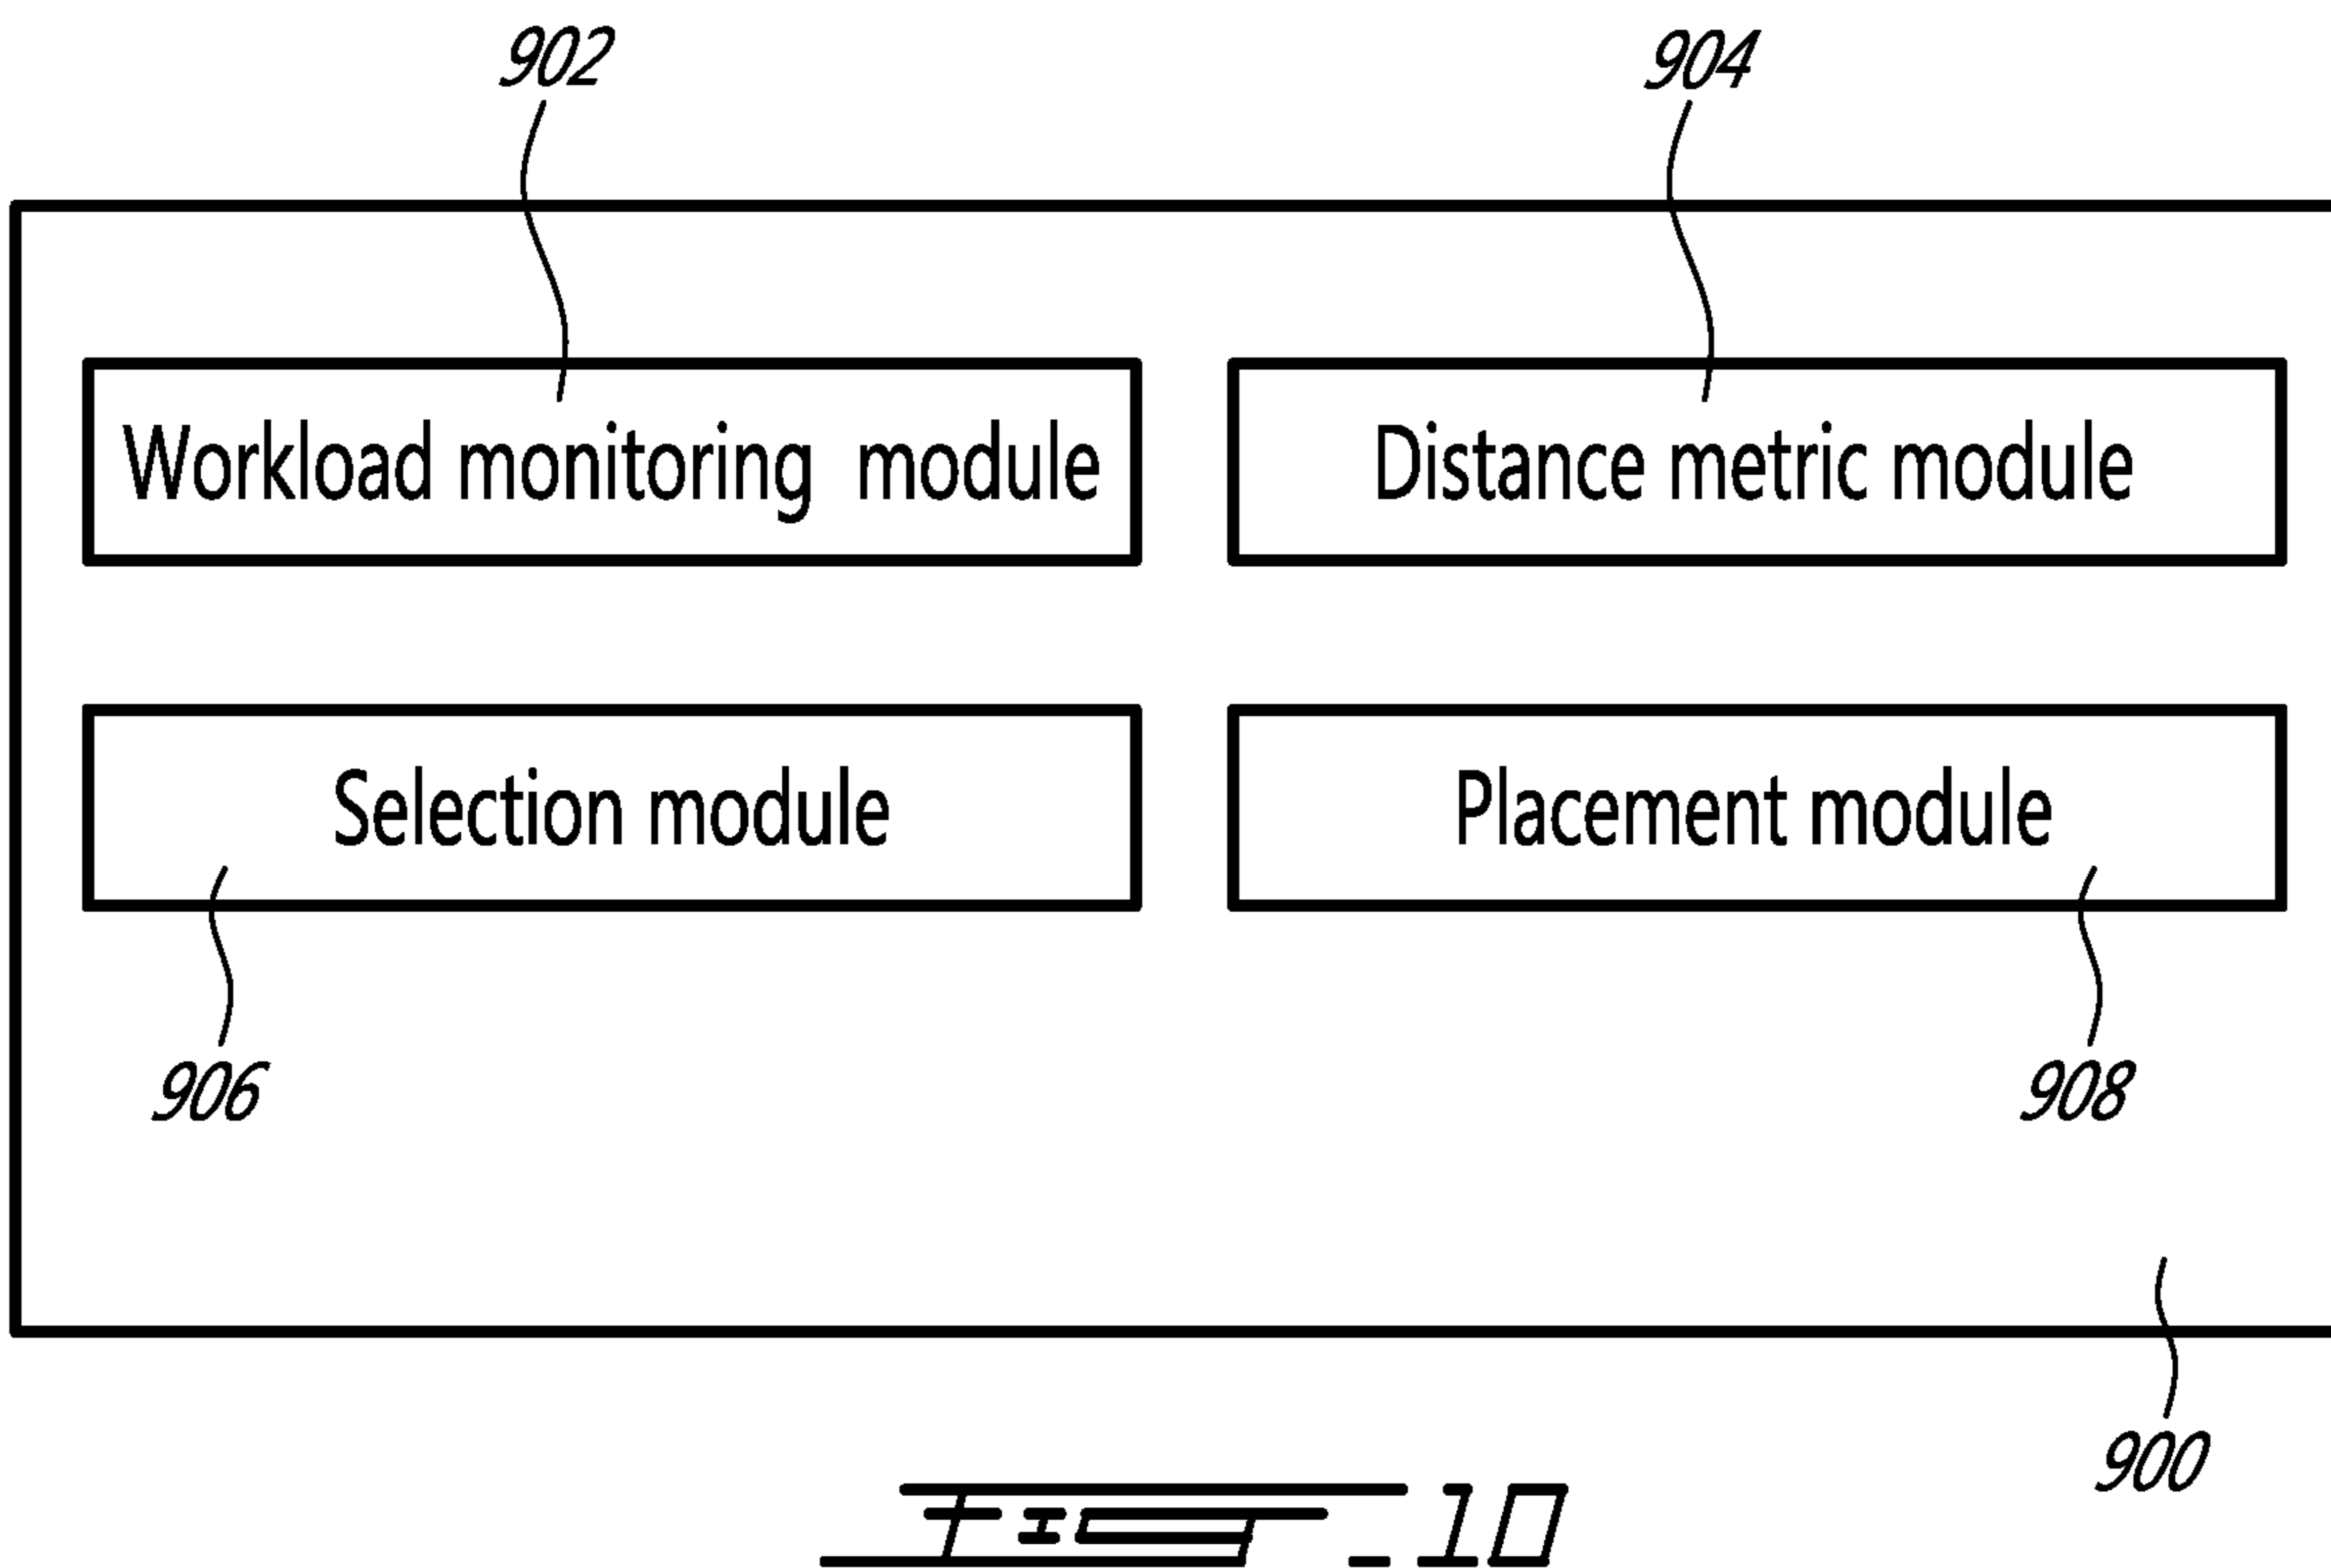 902 904
Workload monitoring module Distance metric module
Selection module Placement module
906 908
900
Fig-10